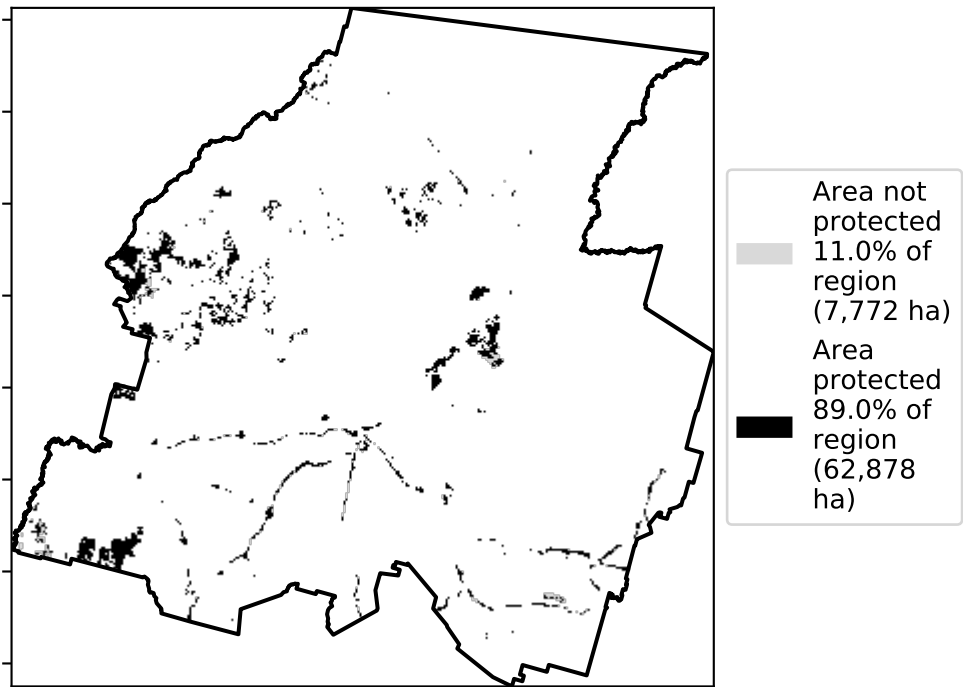 Area not
protected
11.0% of
region
(7,772 ha)
Area
protected
89.0% of
region
(62,878
ha)